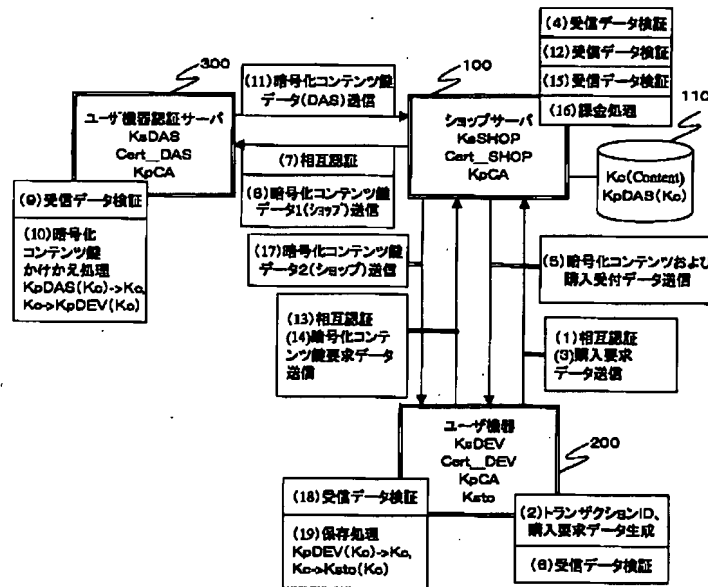 300
(11)暗号化コンテンツ鍵
データ(DAS)送信
100
(4)受信データ検証
(12)受信データ検証
(15)受信データ検証
(16)課金処理
110
ユーザ機器認証サーバ
KsDAS
Cert__DAS
KpCA
ショップサーバ
KsSHOP
Cert__SHOP
KpCA
Kc(Content)
KpDAS(Kc)
(7)相互認証
(8)暗号化コンテンツ鍵
データ1(ショップ)送信
(9)受信データ検証
(10)暗号化
コンテンツ鍵
かけかえ処理
KpDAS(Kc)->Kc,
Kc->KpDEV(Kc)
(17)暗号化コンテンツ鍵
データ2(ショップ)送信
(5)暗号化コンテンツおよび
購入受付データ送信
(13)相互認証
(14)暗号化コンテ
ンツ鍵要求データ
送信
(1)相互認証
(3)購入要求
データ送信
ユーザ機器
KsDEV
Cert__DEV
KpCA
Ksto
200
(18)受信データ検証
(19)保存処理
KpDEV(Kc)->Kc,
Kc->Ksto(Kc)
(2)トランザクションID、
購入要求データ生成
(6)受信データ検証